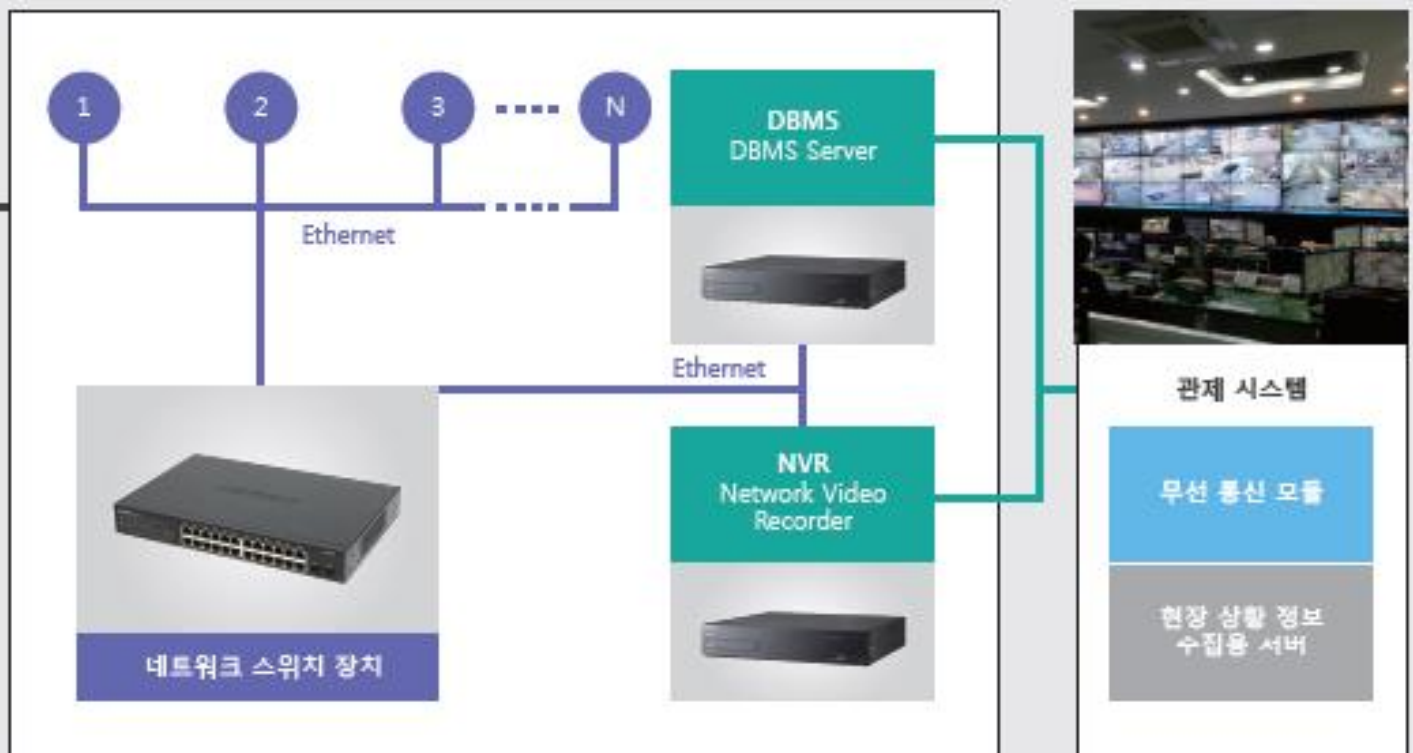 1
2
3
N
Ethernet
DBMS
DBMS Server
Ethernet
NVR
Network Video
Recorder
네트워크 스위치 장치
관제 시스템
무선 통신 모듈
현장 상황 정보
수집용 서버